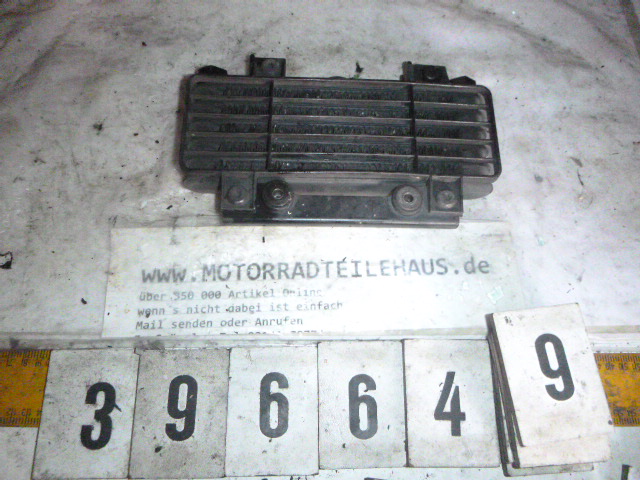 www.MOTORRADTEILEHAUS.de
über 550 000 Artikel Online
wenn's nicht dabei ist einfach
Mail senden oder Anrufen
3 9 6 6 4 9